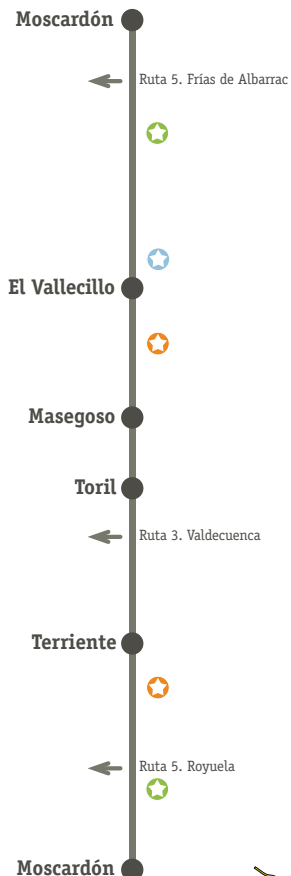 Moscardón
Ruta 5. Frías de Albarrac
El Vallecillo
Masegoso
Toril
Ruta 3. Valdecuenca
Terriente
Ruta 5. Royuela
Moscardón